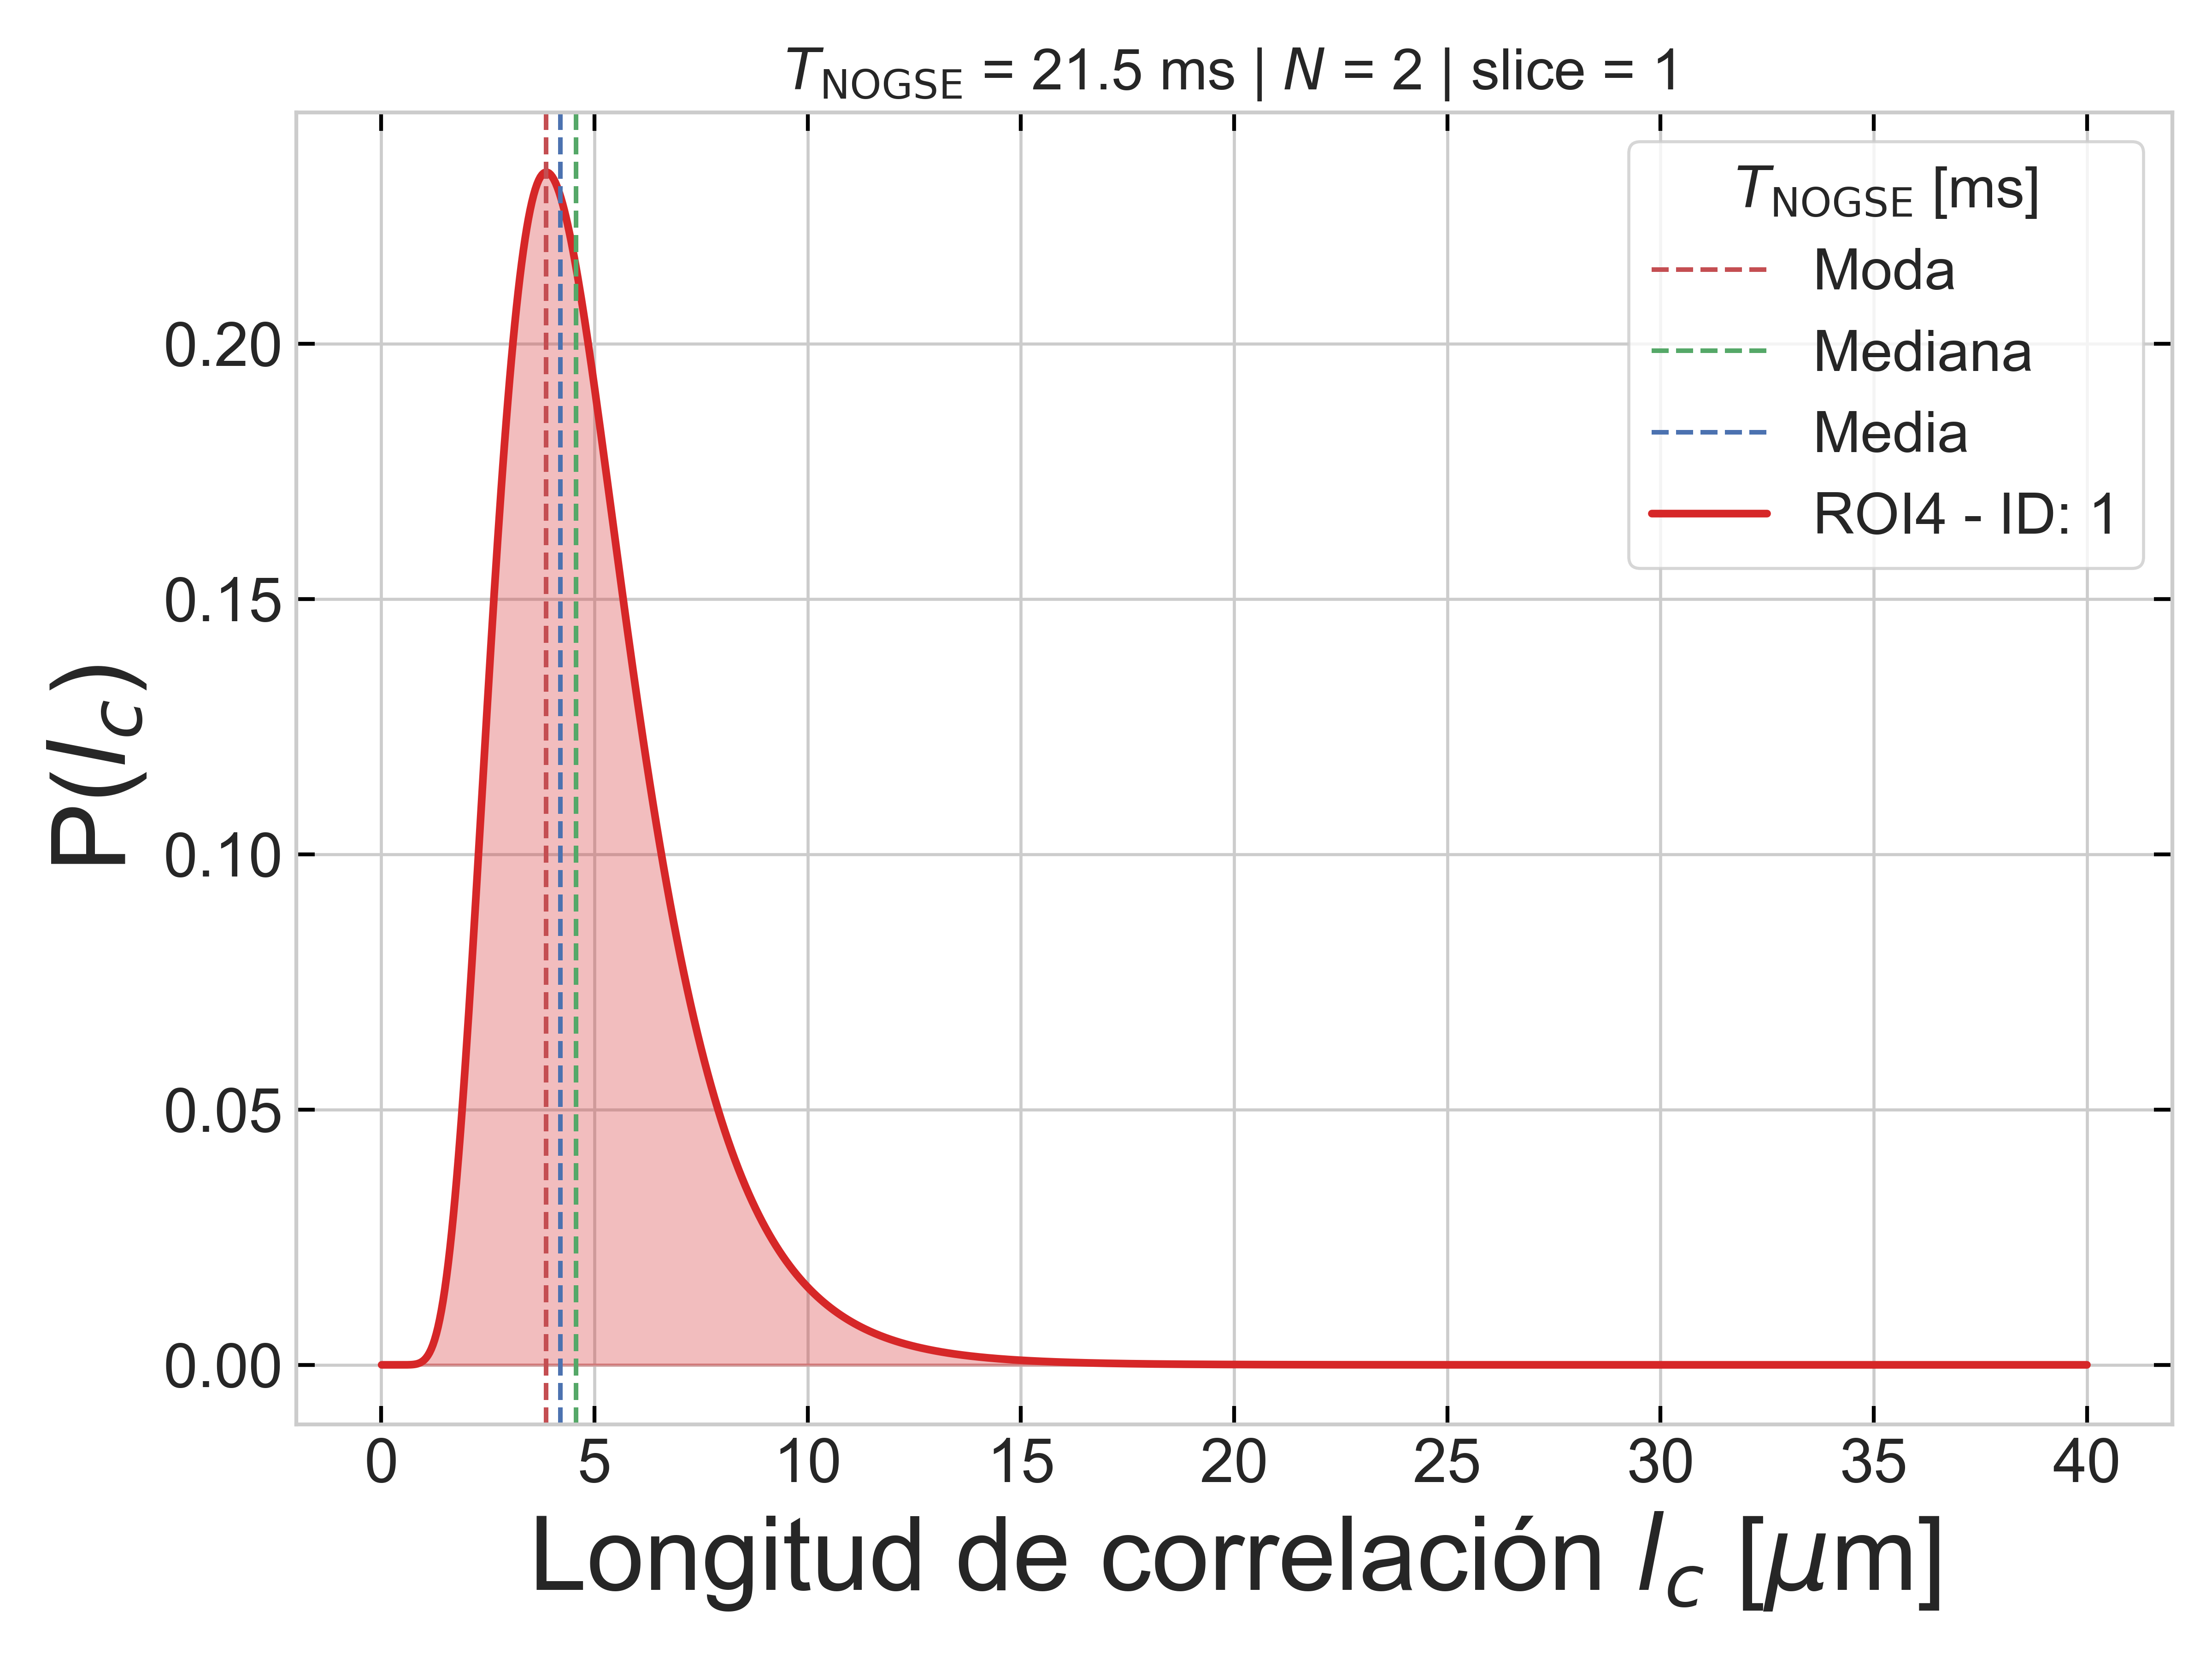 T_NOGSE = 21.5 ms | N = 2 | slice = 1
T_NOGSE [ms]
Moda
Mediana
Media
ROI4 - ID: 1
P(l_c)
0.20
0.15
0.10
0.05
0.00
0 5 10 15 20 25 30 35 40
Longitud de correlación l_c [μm]